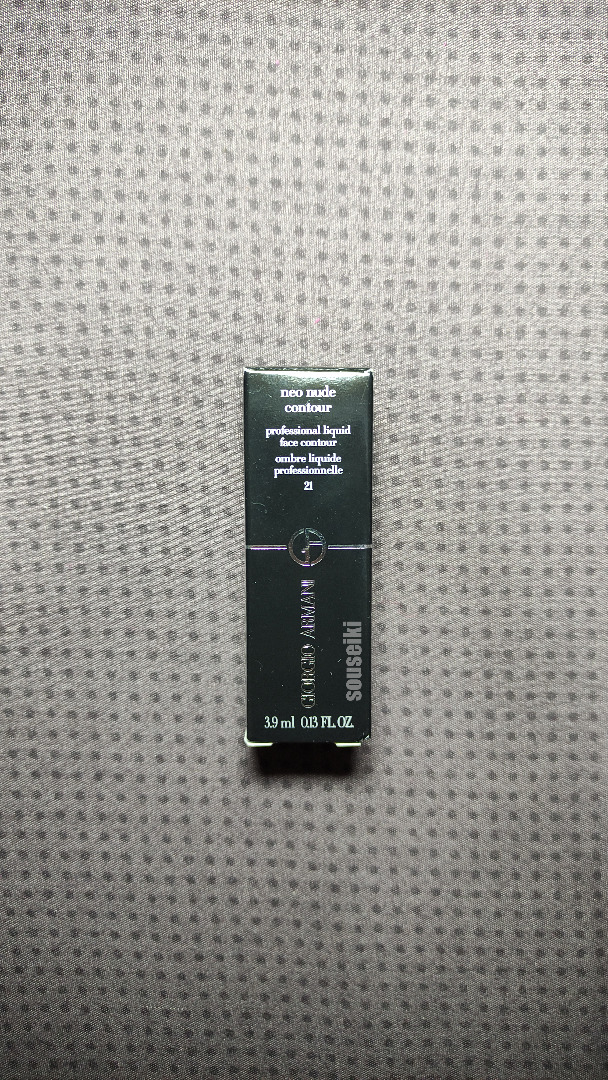 neo nude
contour
professional liquid
face contour
ombre liquide
professionnelle
21
GIORGIO ARMANI
souseiki
3.9 ml 0.13 FL. OZ.